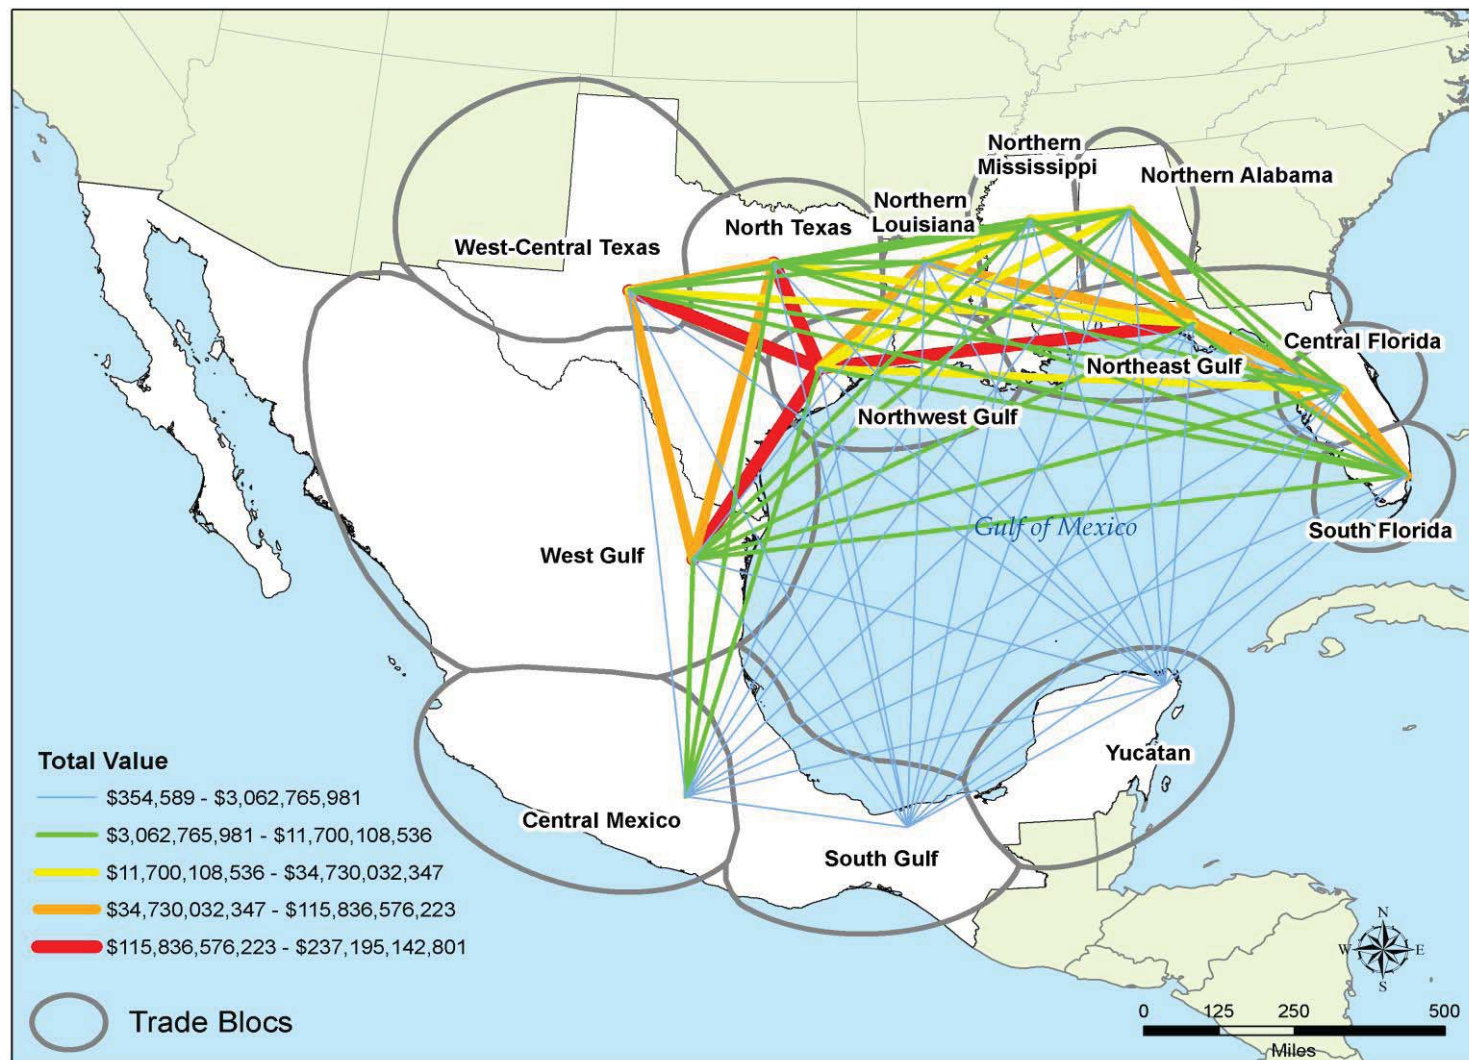 Northern
Mississippi
Northern Alabama
Northern
Louisiana
North Texas
West-Central Texas
Central Florida
Northeast Gulf
Northwest Gulf
Gulf of Mexico
South Florida
West Gulf
Yucatan
Central Mexico
South Gulf
Total Value
$354,589 - $3,062,765,981
$3,062,765,981 - $11,700,108,536
$11,700,108,536 - $34,730,032,347
$34,730,032,347 - $115,836,576,223
$115,836,576,223 - $237,195,142,801
Trade Blocs
N
W E
S
0 125 250 500
Miles